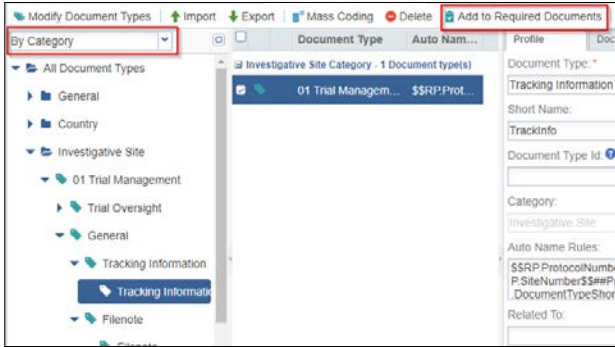 Modify Document Types Import Export Mass Coding Delete Add to Required Documents
By Category
Document Type Auto Nam...
Profile
All Document Types
Investigative Site Category - 1 Document type(s)
Document Type: *
General
01 Trial Managem... $$RP.Prot...
Tracking Information
Country
Short Name:
TrackInfo
Investigative Site
Document Type Id:
01 Trial Management
Trial Oversight
Category:
Investigative Site
General
Auto Name Rules:
Tracking Information
$$RP.ProtocolNumb
P.SiteNumber$$##P
Tracking Informati
.DocumentTypeShor
Filenote
Related To:
Filenote